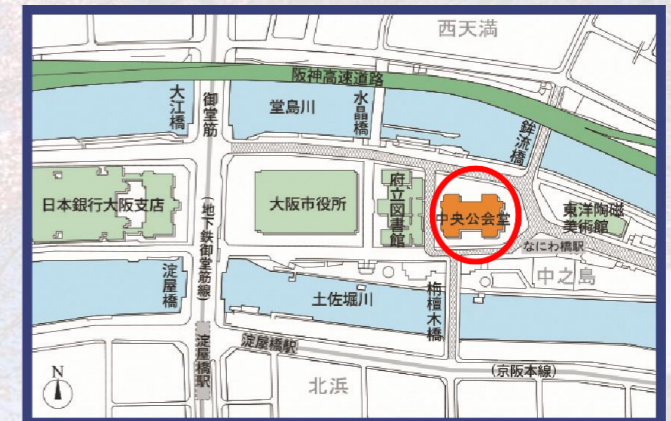 西天満
阪神高速道路
大江橋
御堂筋
堂島川
水晶橋
鉾流橋
日本銀行大阪支店
(地下鉄御堂筋線)
大阪市役所
府立図書館
中央公会堂
東洋陶磁
美術館
なにわ橋駅
中之島
淀屋橋
土佐堀川
栴檀木橋
淀屋橋駅
淀屋橋駅
(京阪本線)
北浜
N